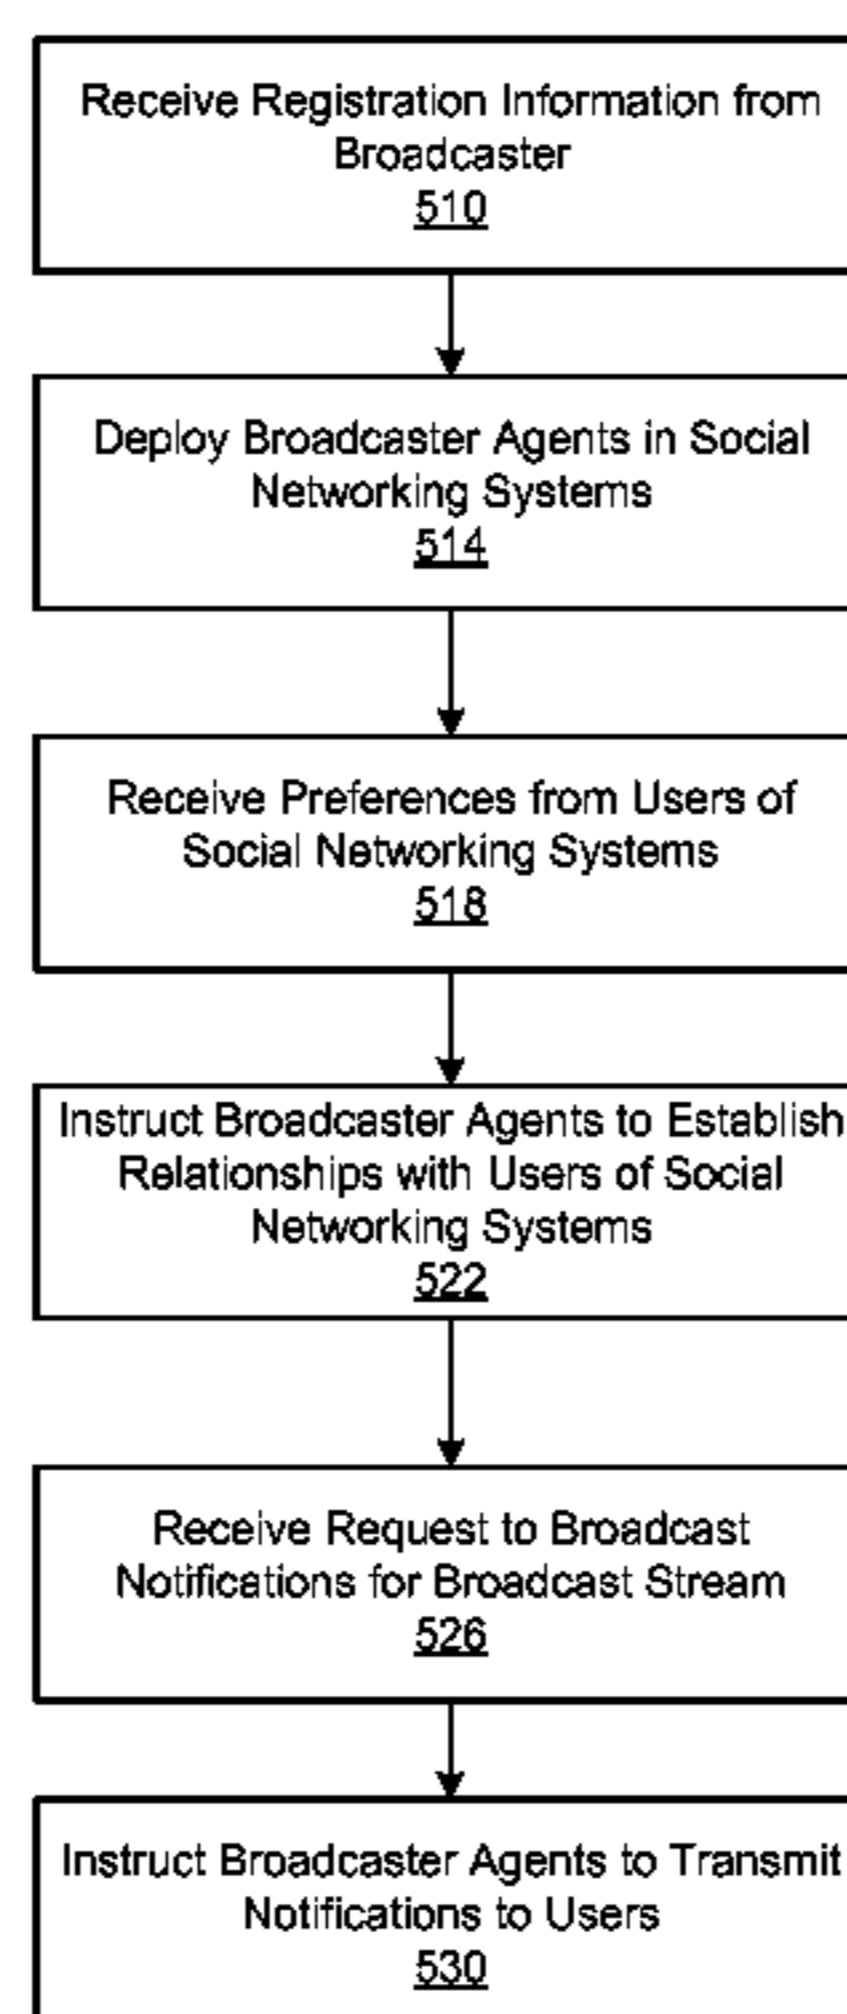 Receive Registration Information from
Broadcaster
510
Deploy Broadcaster Agents in Social
Networking Systems
514
Receive Preferences from Users of
Social Networking Systems
518
Instruct Broadcaster Agents to Establish
Relationships with Users of Social
Networking Systems
522
Receive Request to Broadcast
Notifications for Broadcast Stream
526
Instruct Broadcaster Agents to Transmit
Notifications to Users
530